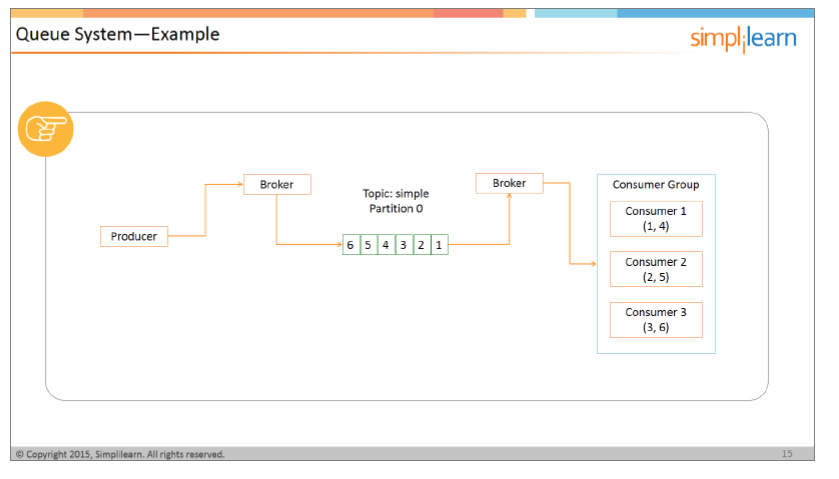 Queue System—Example
simplilearn
Producer
Broker
Topic: simple
Partition 0
6 5 4 3 2 1
Broker
Consumer Group
Consumer 1
(1, 4)
Consumer 2
(2, 5)
Consumer 3
(3, 6)
© Copyright 2015, Simplilearn. All rights reserved.
15